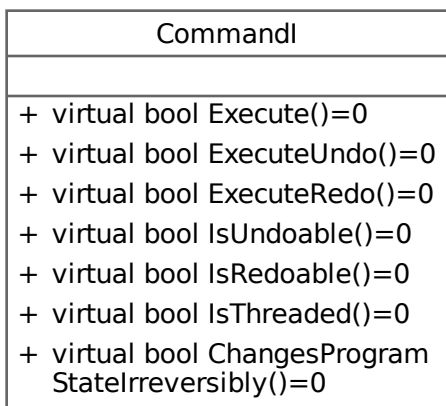 CommandI
+ virtual bool Execute()=0
+ virtual bool ExecuteUndo()=0
+ virtual bool ExecuteRedo()=0
+ virtual bool IsUndoable()=0
+ virtual bool IsRedoable()=0
+ virtual bool IsThreaded()=0
+ virtual bool ChangesProgram
StateIrreversibly()=0